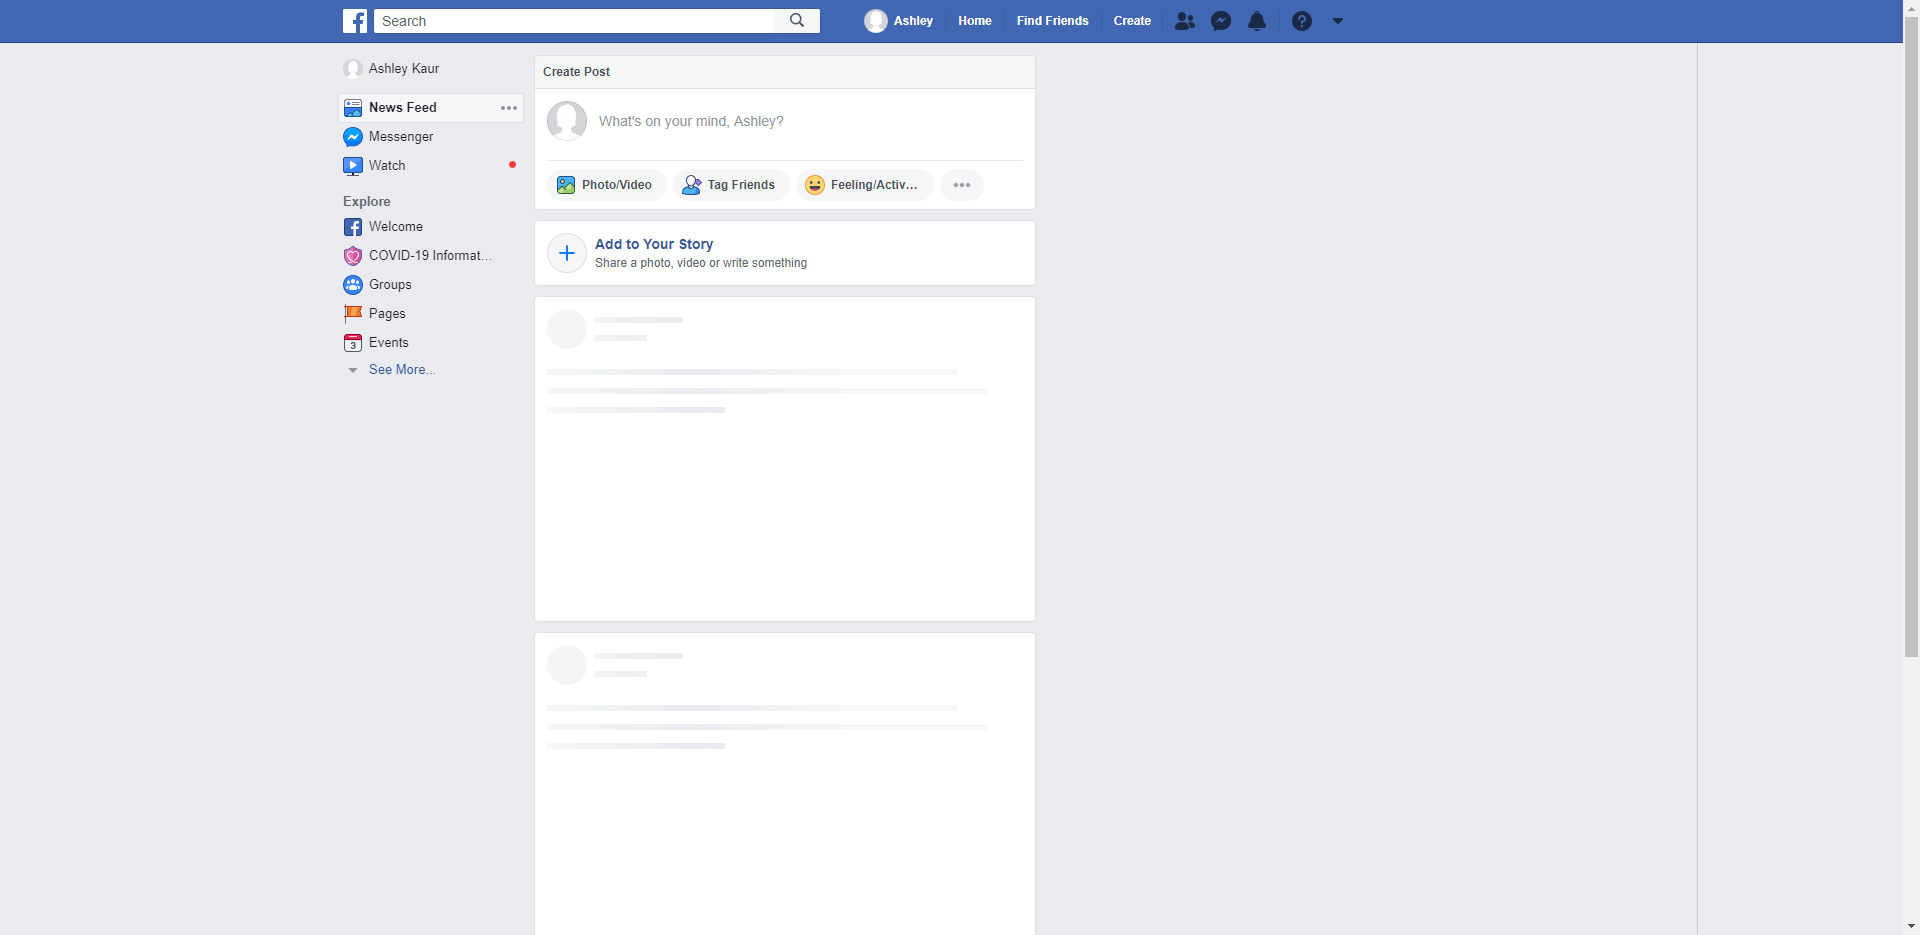 Search
Ashley
Home
Find Friends
Create
Ashley Kaur
News Feed
Messenger
Watch
Explore
Welcome
COVID-19 Informat...
Groups
Pages
3
Events
See More...
Create Post
What's on your mind, Ashley?
Photo/Video
Tag Friends
Feeling/Activ...
Add to Your Story
Share a photo, video or write something